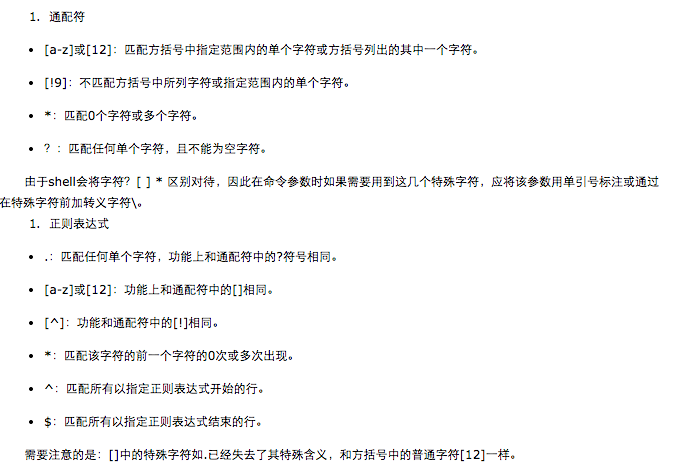 1. 通配符
• [a-z]或[12]：匹配方括号中指定范围内的单个字符或方括号列出的其中一个字符。
• [!9]：不匹配方括号中所列字符或指定范围内的单个字符。
• *：匹配0个字符或多个字符。
• ? ：匹配任何单个字符，且不能为空字符。
由于shell会将字符? [ ] * 区别对待，因此在命令参数时如果需要用到这几个特殊字符，应将该参数用单引号标注或通过
在特殊字符前加转义字符\。
1. 正则表达式
• .：匹配任何单个字符，功能上和通配符中的?符号相同。
• [a-z]或[12]：功能上和通配符中的[]相同。
• [^]：功能和通配符中的[!]相同。
• *：匹配该字符的前一个字符的0次或多次出现。
• ^：匹配所有以指定正则表达式开始的行。
• $：匹配所有以指定正则表达式结束的行。
需要注意的是：[]中的特殊字符如.已经失去了其特殊含义，和方括号中的普通字符[12]一样。